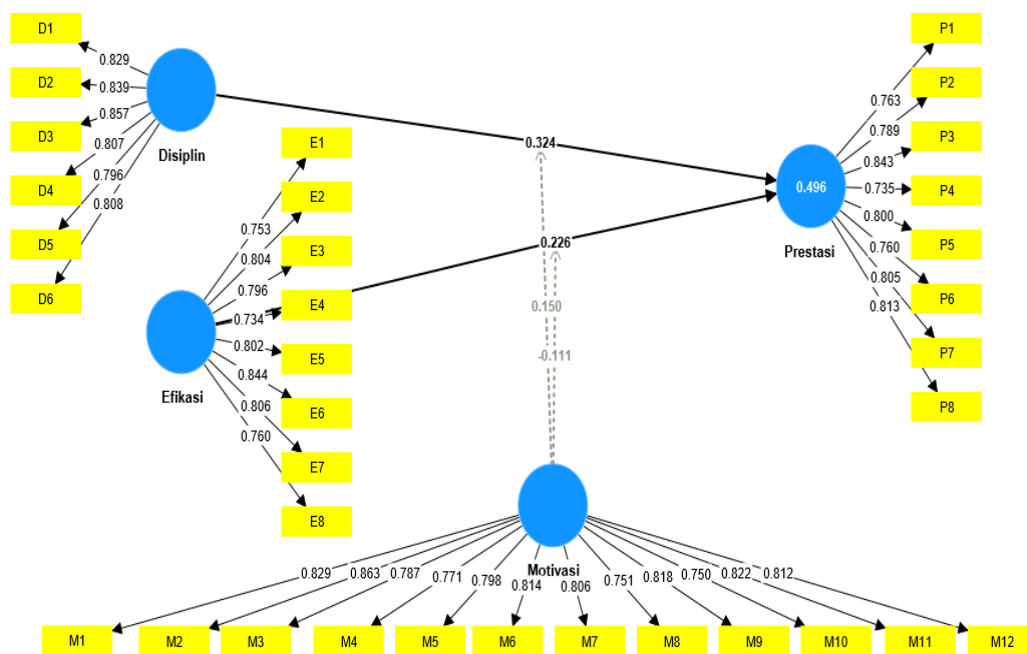 D1
D2
D3
D4
D5
D6
0.829
0.839
0.857
0.807
0.796
0.808
Disiplin
E1
E2
E3
E4
E5
E6
E7
E8
0.753
0.804
0.796
0.734
0.802
0.844
0.806
0.760
Efikasi
0.324
0.226
0.150
-0.111
P1
P2
P3
P4
P5
P6
P7
P8
0.763
0.789
0.843
0.735
0.800
0.760
0.805
0.813
0.496
Prestasi
Motivasi
0.829
0.863
0.787
0.771
0.798
0.814
0.806
0.751
0.818
0.750
0.822
0.812
M1
M2
M3
M4
M5
M6
M7
M8
M9
M10
M11
M12